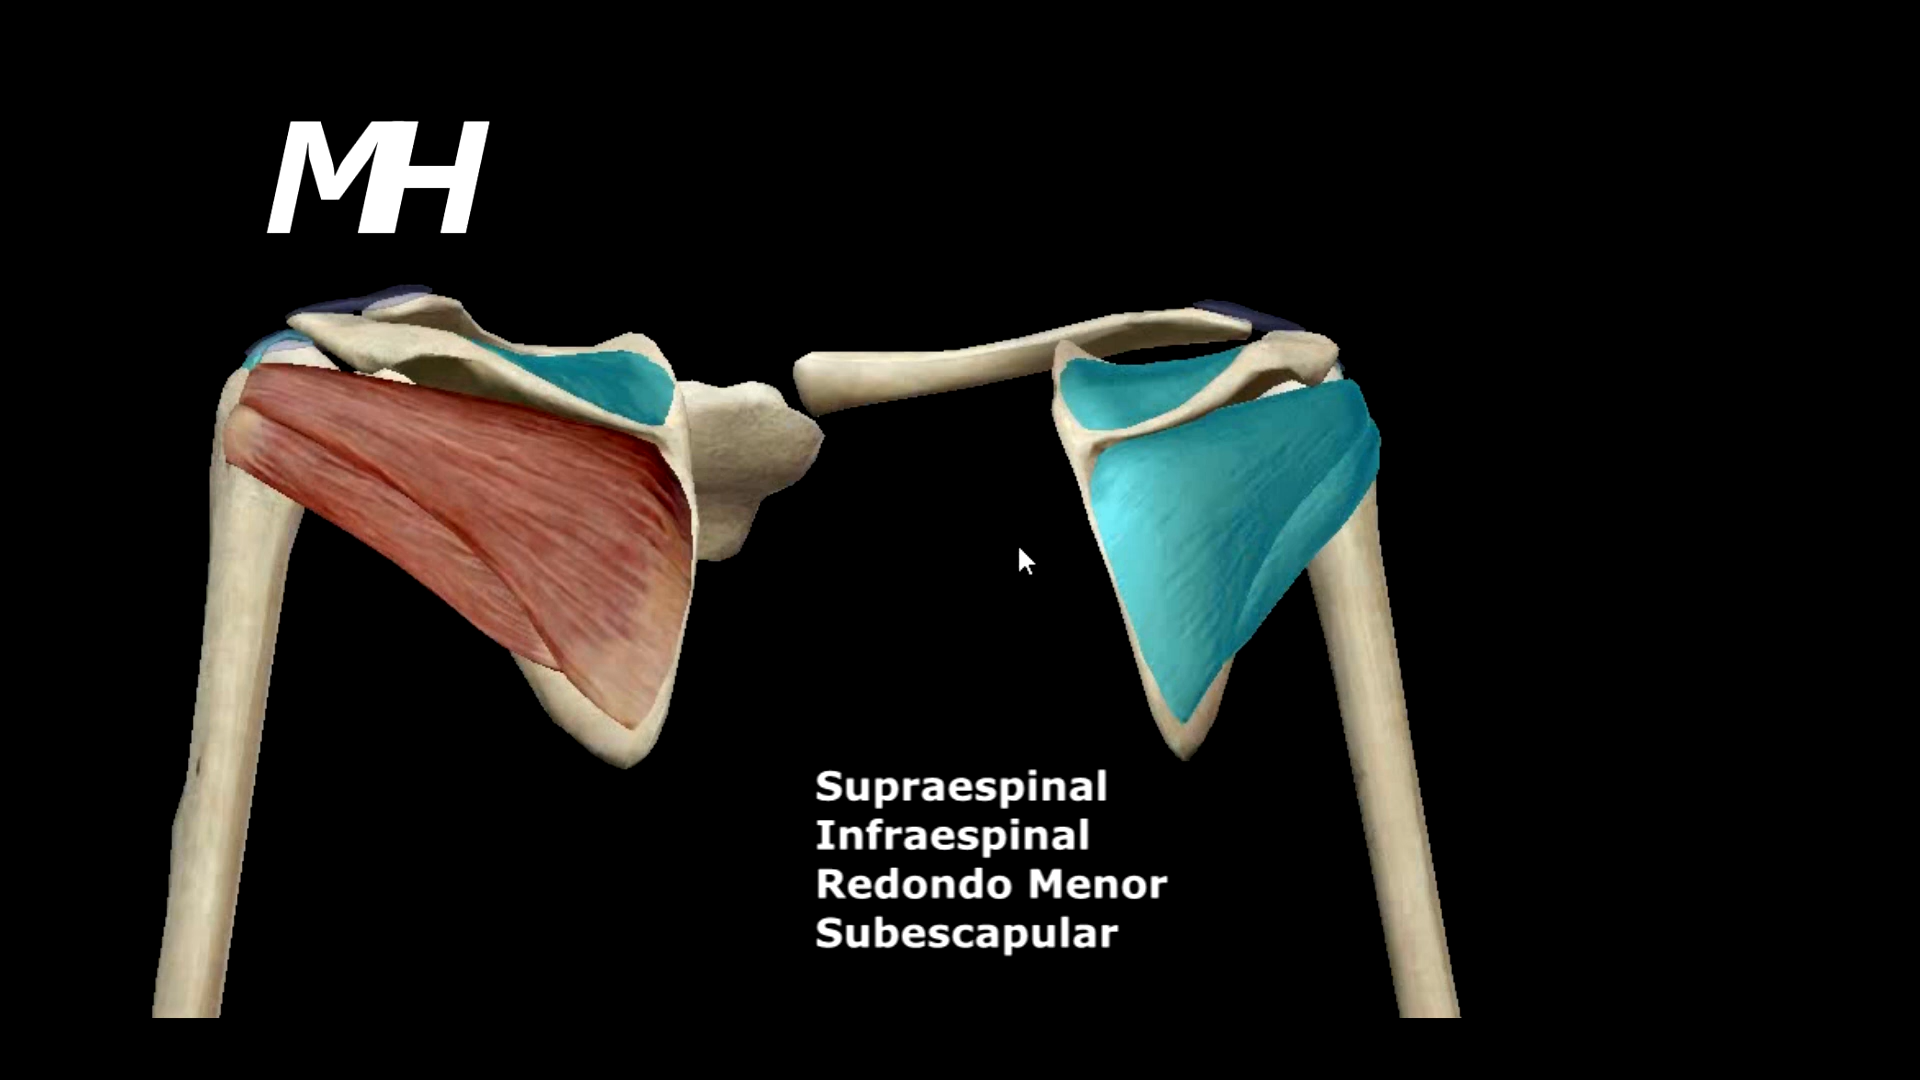 MH
Supraespinal
Infraespinal
Redondo Menor
Subescapular